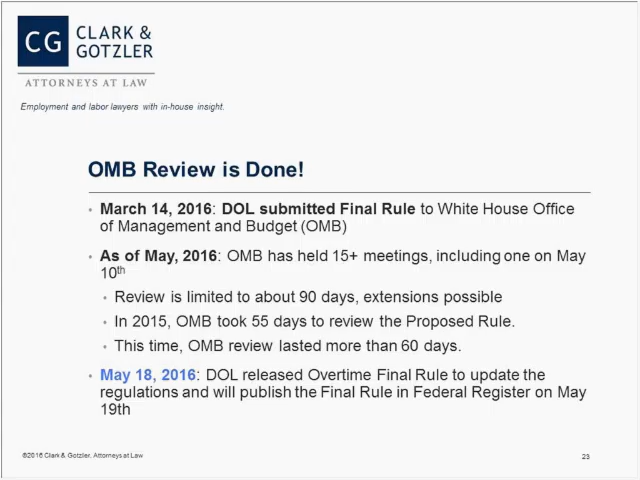 CG CLARK &
GOTZLER
ATTORNEYS AT LAW
Employment and labor lawyers with in-house insight.
OMB Review is Done!
• March 14, 2016: DOL submitted Final Rule to White House Office
of Management and Budget (OMB)
• As of May, 2016: OMB has held 15+ meetings, including one on May
10th
• Review is limited to about 90 days, extensions possible
• In 2015, OMB took 55 days to review the Proposed Rule.
• This time, OMB review lasted more than 60 days.
• May 18, 2016: DOL released Overtime Final Rule to update the
regulations and will publish the Final Rule in Federal Register on May
19th
©2016 Clark & Gotzler, Attorneys at Law
23